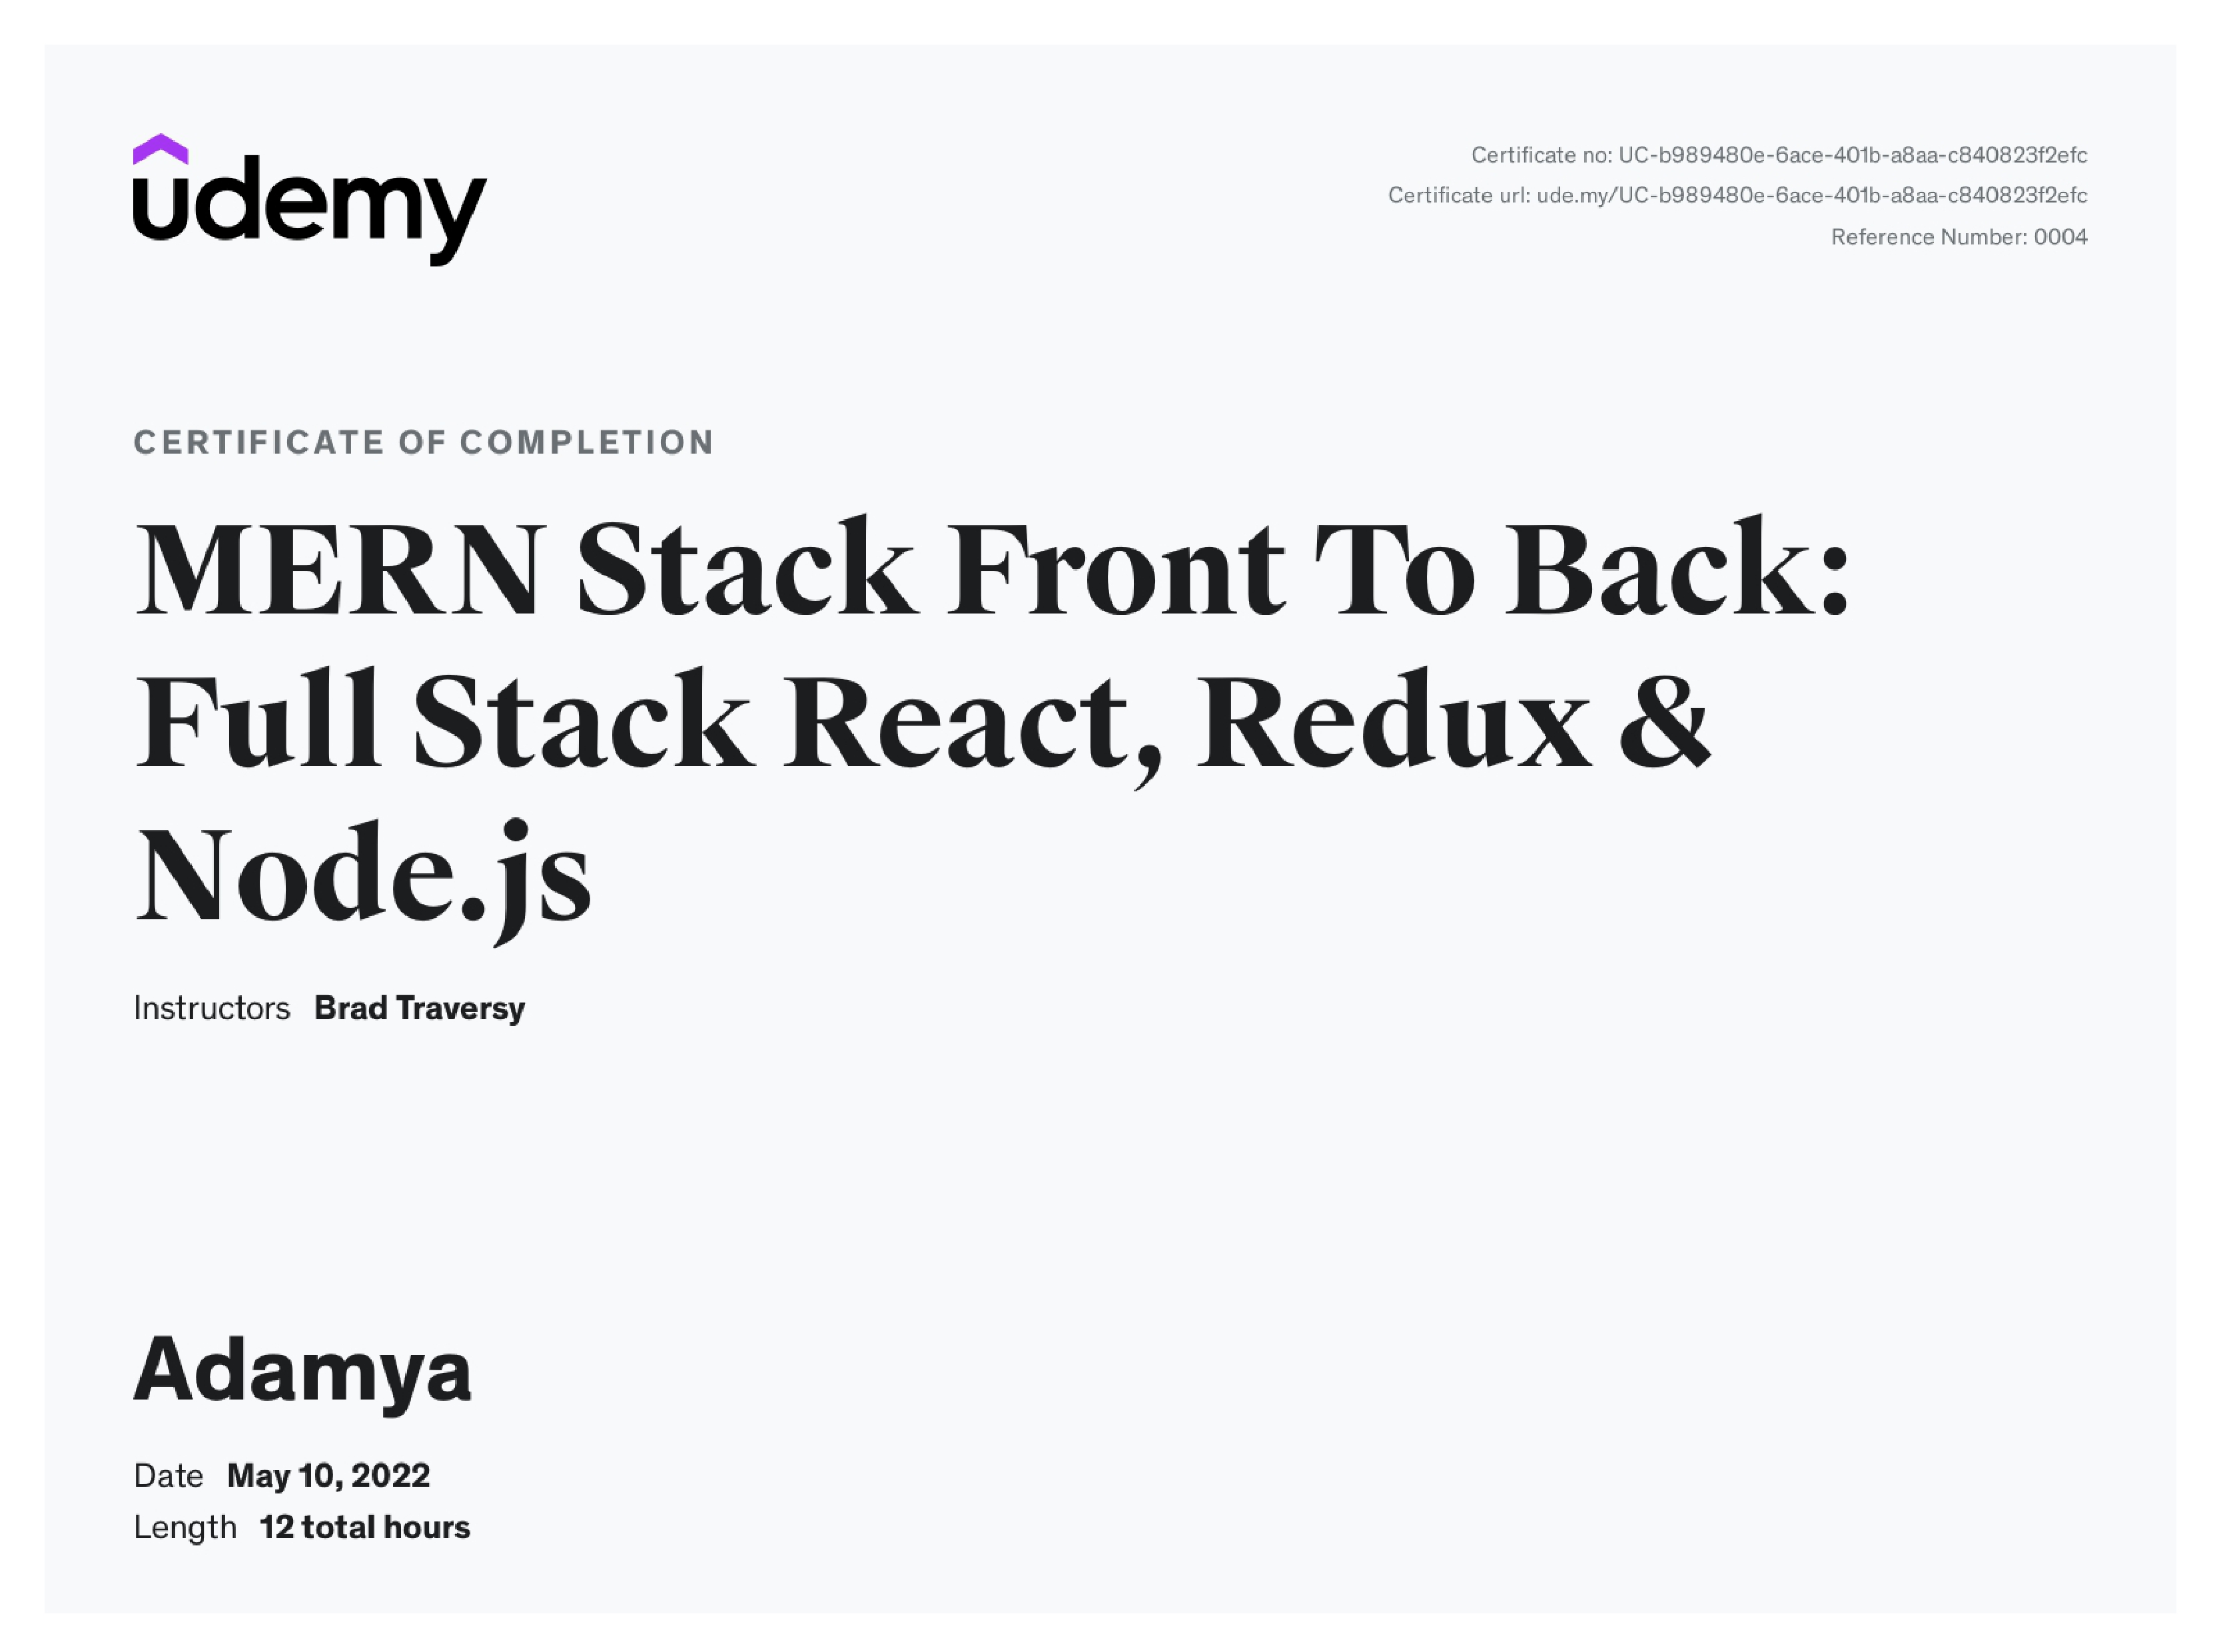 udemy
Certificate no: UC-b989480e-6ace-401b-a8aa-c840823f2efc
Certificate url: ude.my/UC-b989480e-6ace-401b-a8aa-c840823f2efc
Reference Number: 0004
CERTIFICATE OF COMPLETION
MERN Stack Front To Back:
Full Stack React, Redux &
Node.js
Instructors Brad Traversy
Adamya
Date May 10, 2022
Length 12 total hours